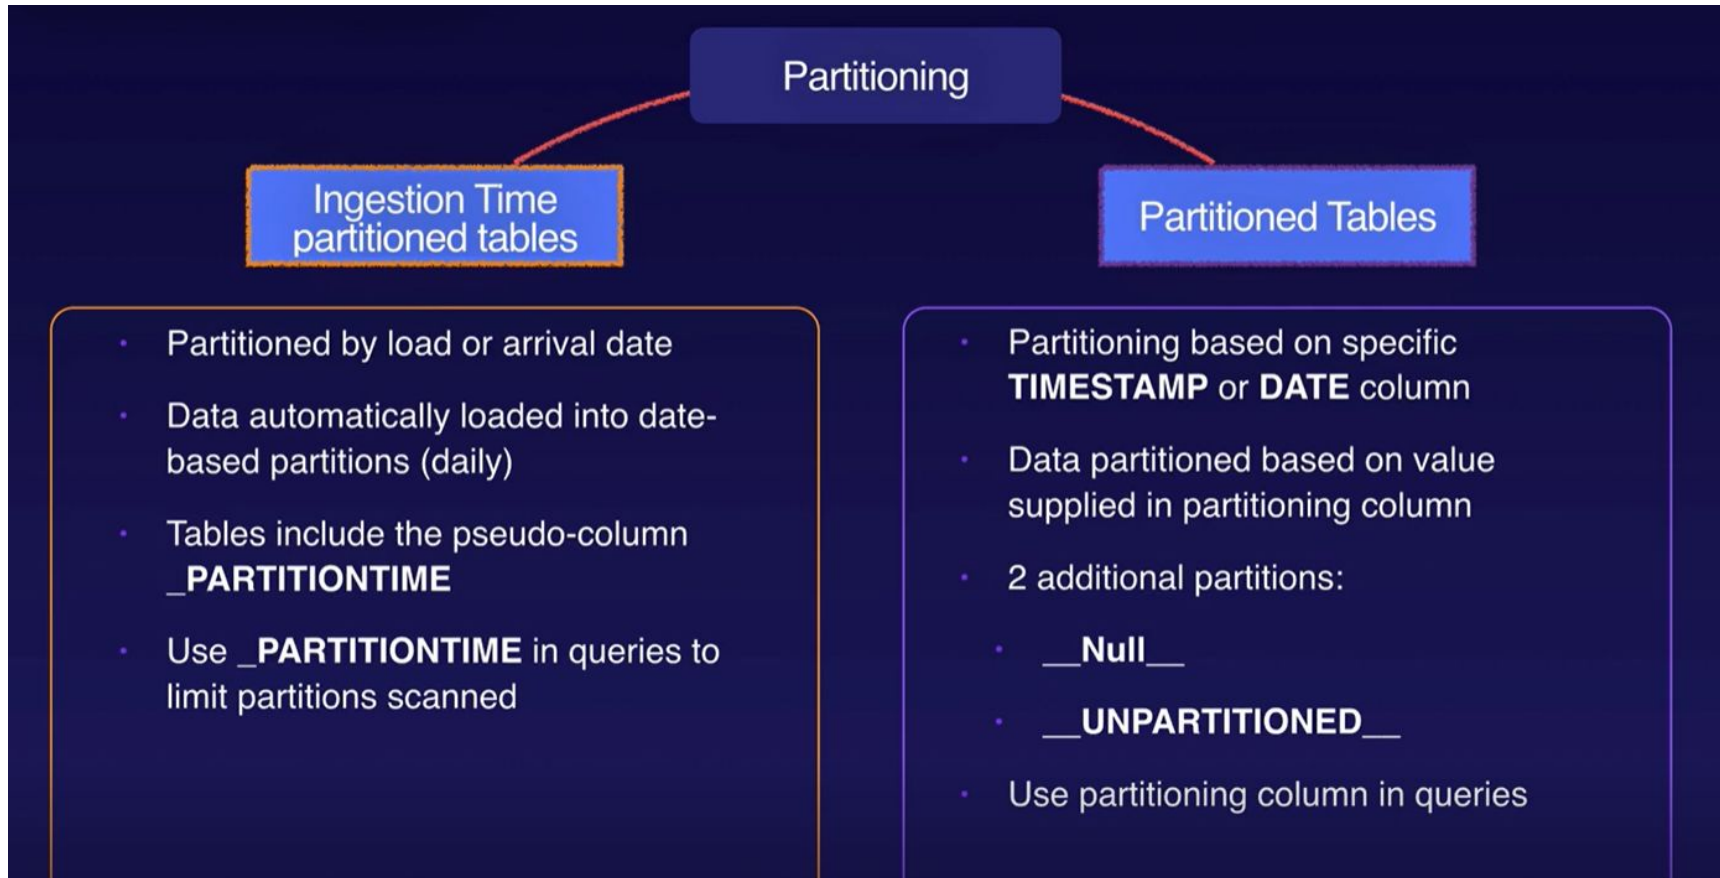 Partitioning
Ingestion Time
partitioned tables
Partitioned by load or arrival date
Data automatically loaded into date-
based partitions (daily)
Tables include the pseudo-column
_PARTITIONTIME
Use _PARTITIONTIME in queries to
limit partitions scanned
Partitioned Tables
Partitioning based on specific
TIMESTAMP or DATE column
Data partitioned based on value
supplied in partitioning column
2 additional partitions:
__Null__
__UNPARTITIONED__
Use partitioning column in queries